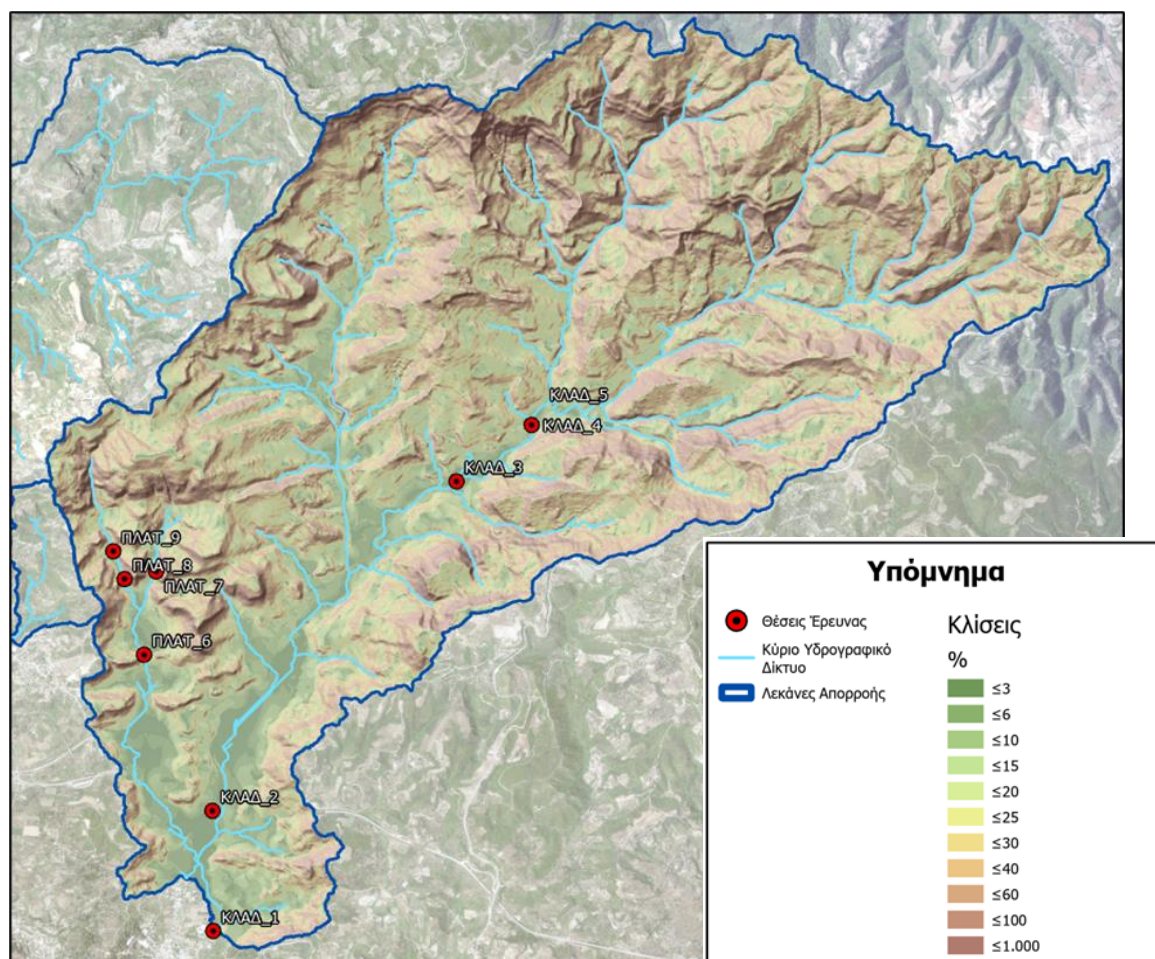 ΚΛΑΔ_5
ΚΛΑΔ_4
ΚΛΑΔ_3
ΠΛΑΤ_9
ΠΛΑΤ_8
ΠΛΑΤ_7
ΠΛΑΤ_6
ΚΛΑΔ_2
ΚΛΑΔ_1
Υπόμνημα
Θέσεις Έρευνας
Κύριο Υδρογραφικό
Δίκτυο
Λεκάνες Απορροής
Κλίσεις
%
≤3
≤6
≤10
≤15
≤20
≤25
≤30
≤40
≤60
≤100
≤1.000